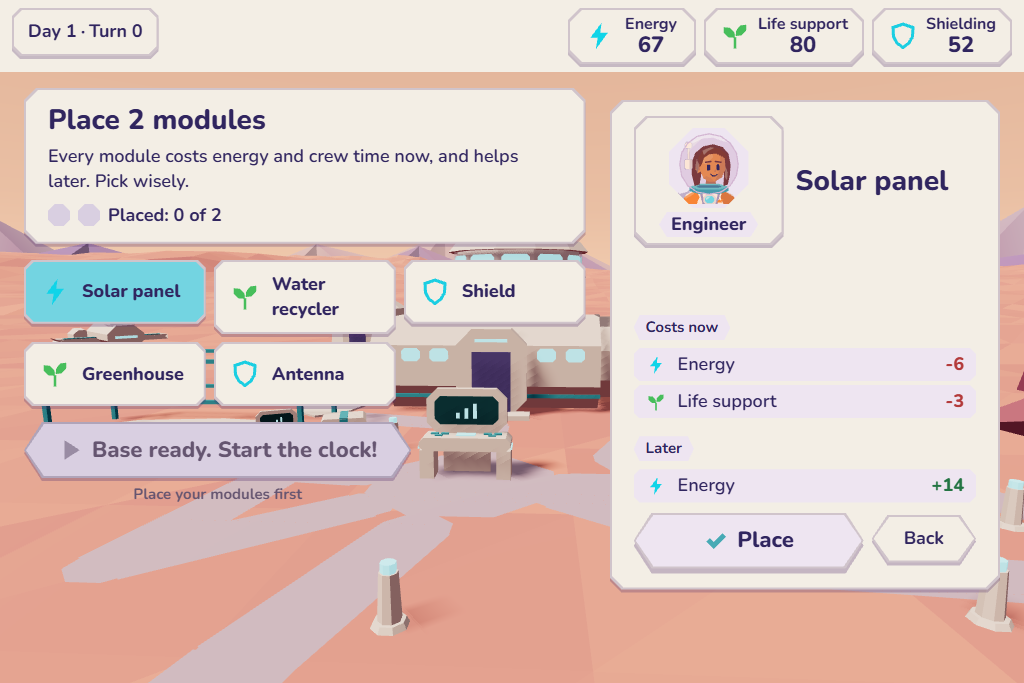 Day 1 · Turn 0
Energy
67
Life support
80
Shielding
52
Place 2 modules
Every module costs energy and crew time now, and helps
later. Pick wisely.
Placed: 0 of 2
Solar panel
Water
recycler
Shield
Greenhouse
Antenna
Base ready. Start the clock!
Place your modules first
Engineer
Solar panel
Costs now
Energy -6
Life support -3
Later
Energy +14
Place
Back